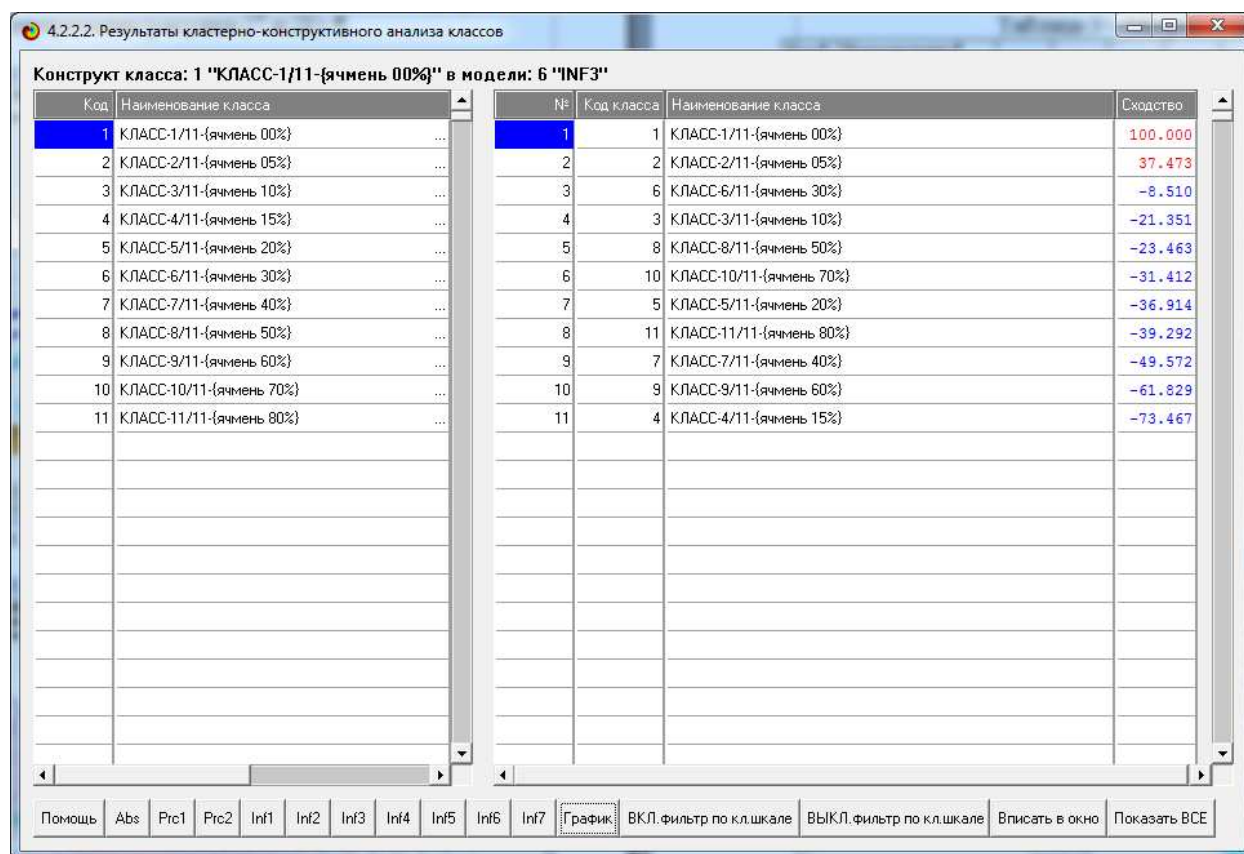 4.2.2.2. Результаты кластерно-конструктивного анализа классов
Конструкт класса: 1 "КЛАСС-1/11-{ячмень 00%}" в модели: 6 "INF3"
Код Наименование класса № Код класса Наименование класса Сходство
1 КЛАСС-1/11-{ячмень 00%} ... 1 1 КЛАСС-1/11-{ячмень 00%} 100.000
2 КЛАСС-2/11-{ячмень 05%} ... 2 2 КЛАСС-2/11-{ячмень 05%} 37.473
3 КЛАСС-3/11-{ячмень 10%} ... 3 6 КЛАСС-6/11-{ячмень 30%} -8.510
4 КЛАСС-4/11-{ячмень 15%} ... 4 3 КЛАСС-3/11-{ячмень 10%} -21.351
5 КЛАСС-5/11-{ячмень 20%} ... 5 8 КЛАСС-8/11-{ячмень 50%} -23.463
6 КЛАСС-6/11-{ячмень 30%} ... 6 10 КЛАСС-10/11-{ячмень 70%} -31.412
7 КЛАСС-7/11-{ячмень 40%} ... 7 5 КЛАСС-5/11-{ячмень 20%} -36.914
8 КЛАСС-8/11-{ячмень 50%} ... 8 11 КЛАСС-11/11-{ячмень 80%} -39.292
9 КЛАСС-9/11-{ячмень 60%} ... 9 7 КЛАСС-7/11-{ячмень 40%} -49.572
10 КЛАСС-10/11-{ячмень 70%} ... 10 9 КЛАСС-9/11-{ячмень 60%} -61.829
11 КЛАСС-11/11-{ячмень 80%} ... 11 4 КЛАСС-4/11-{ячмень 15%} -73.467
Помощь Abs Prc1 Prc2 Inf1 Inf2 Inf3 Inf4 Inf5 Inf6 Inf7 График ВКЛ.фильтр по кл.шкале ВЫКЛ.фильтр по кл.шкале Вписать в окно Показать ВСЕ